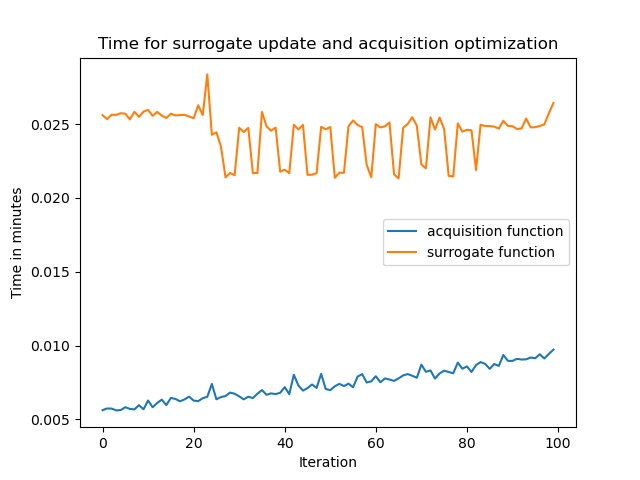 Time for surrogate update and acquisition optimization
0.025
0.020
0.015
0.010
0.005
Time in minutes
acquisition function
surrogate function
0 20 40 60 80 100
Iteration